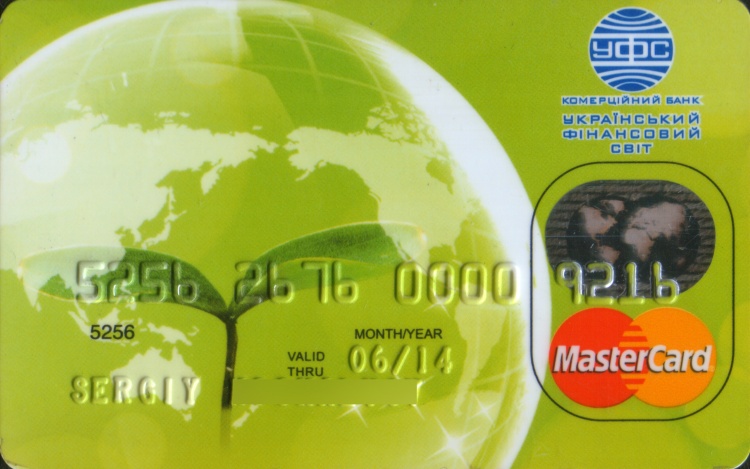 УФС
КОМЕРЦІЙНИЙ БАНК
УКРАЇНСЬКИЙ
ФІНАНСОВИЙ
СВІТ
5256 2676 0000 9216
5256
MONTH/YEAR
VALID
THRU
06/14
SERGIY
MasterCard